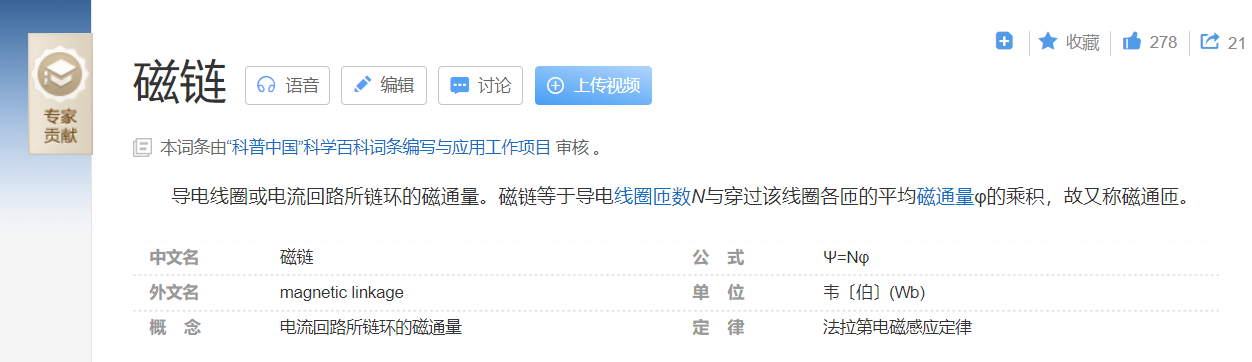 收藏 278 21
专家
贡献
磁链 语音 编辑 讨论 上传视频
本词条由“科普中国”科学百科词条编写与应用工作项目 审核 。
导电线圈或电流回路所链环的磁通量。磁链等于导电线圈匝数N与穿过该线圈各匝的平均磁通量φ的乘积，故又称磁通匝。
中文名 磁链 公 式 Ψ=Nφ
外文名 magnetic linkage 单 位 韦〔伯〕(Wb)
概 念 电流回路所链环的磁通量 定 律 法拉第电磁感应定律